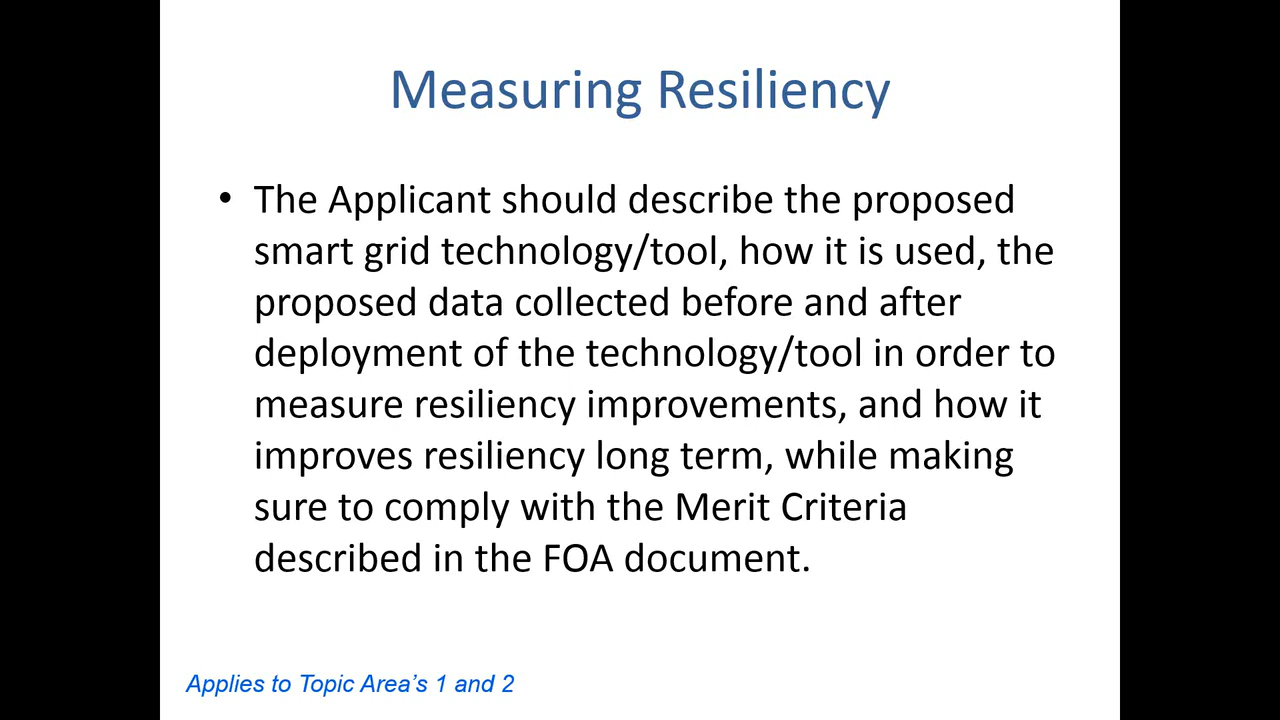 Measuring Resiliency
• The Applicant should describe the proposed
smart grid technology/tool, how it is used, the
proposed data collected before and after
deployment of the technology/tool in order to
measure resiliency improvements, and how it
improves resiliency long term, while making
sure to comply with the Merit Criteria
described in the FOA document.
Applies to Topic Area’s 1 and 2